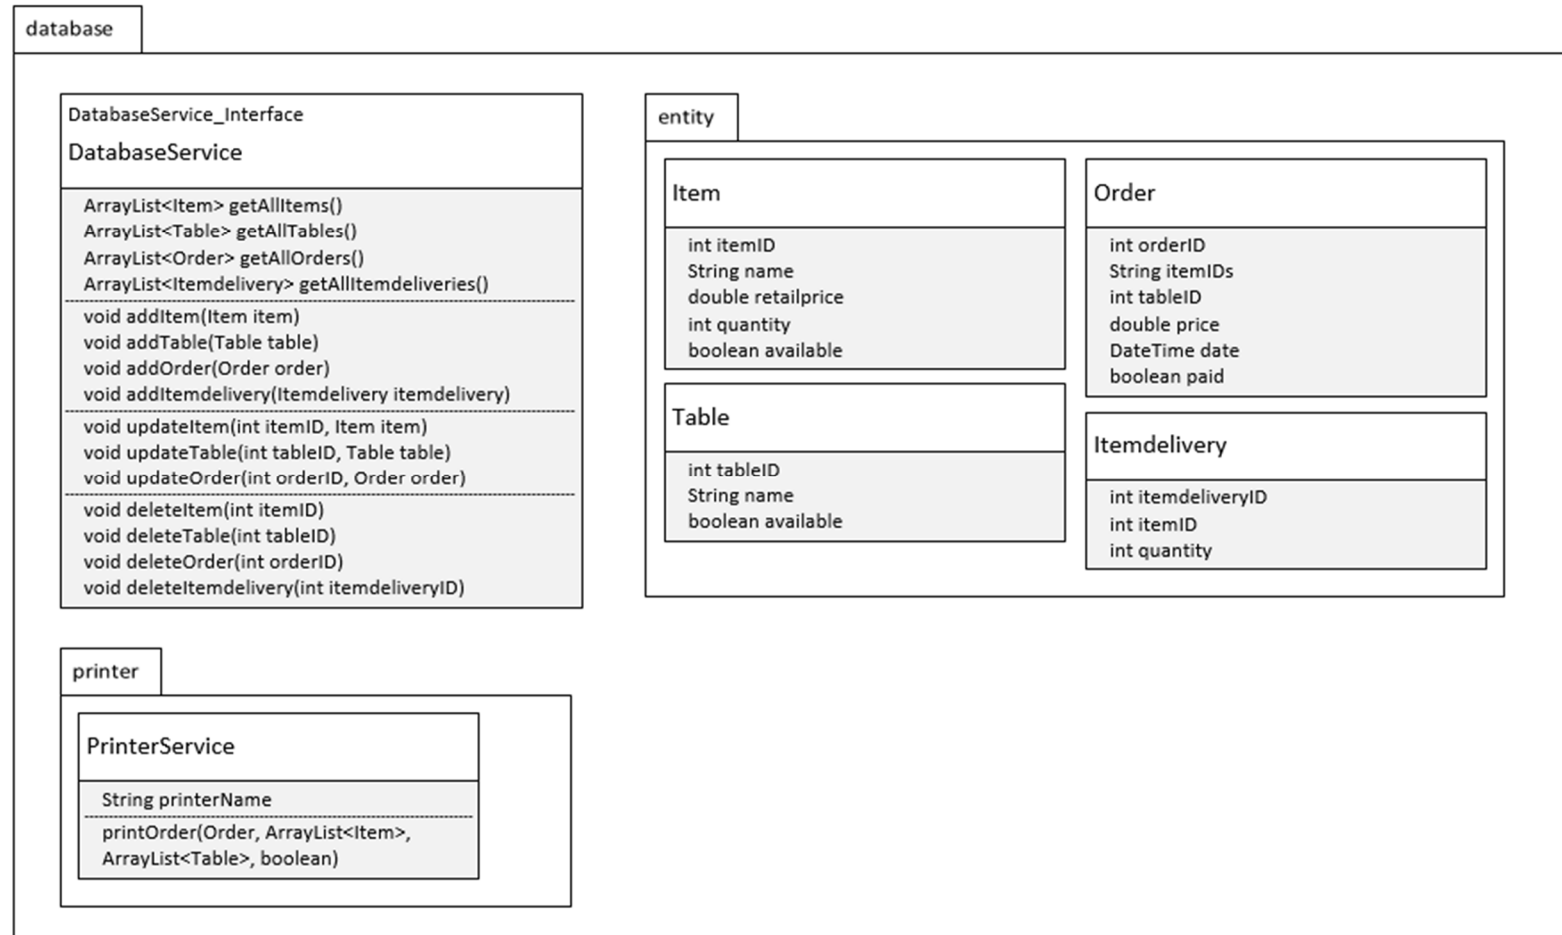 database
DatabaseService_Interface
DatabaseService
ArrayList<Item> getAllItems()
ArrayList<Table> getAllTables()
ArrayList<Order> getAllOrders()
ArrayList<Itemdelivery> getAllItemdeliveries()
void addItem(Item item)
void addTable(Table table)
void addOrder(Order order)
void addItemdelivery(Itemdelivery itemdelivery)
void updateItem(int itemID, Item item)
void updateTable(int tableID, Table table)
void updateOrder(int orderID, Order order)
void deleteItem(int itemID)
void deleteTable(int tableID)
void deleteOrder(int orderID)
void deleteItemdelivery(int itemdeliveryID)
entity
Item
int itemID
String name
double retailprice
int quantity
boolean available
Table
int tableID
String name
boolean available
Order
int orderID
String itemIDs
int tableID
double price
DateTime date
boolean paid
Itemdelivery
int itemdeliveryID
int itemID
int quantity
printer
PrinterService
String printerName
printOrder(Order, ArrayList<Item>,
ArrayList<Table>, boolean)